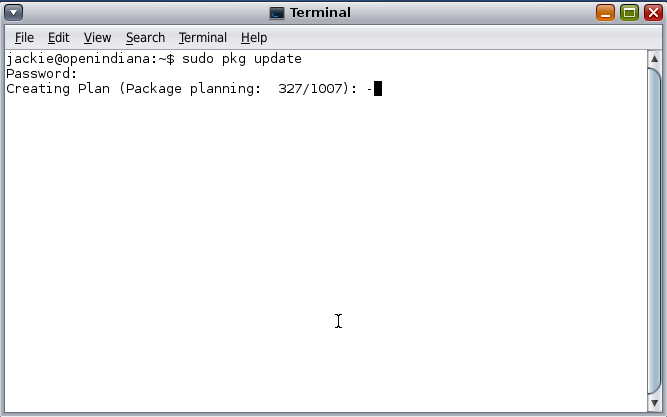 Terminal
File Edit View Search Terminal Help
jackie@openindiana:~$ sudo pkg update
Password:
Creating Plan (Package planning:  327/1007): -